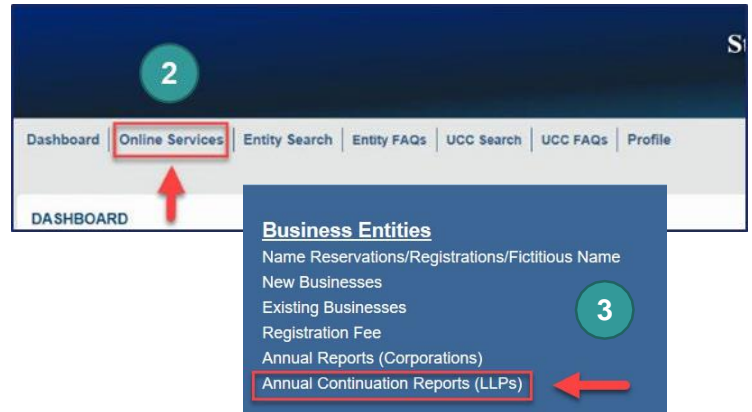 2
Dashboard | Online Services | Entity Search | Entity FAQs | UCC Search | UCC FAQs | Profile
DASHBOARD
Business Entities
Name Reservations/Registrations/Fictitious Name
New Businesses
Existing Businesses
3
Registration Fee
Annual Reports (Corporations)
Annual Continuation Reports (LLPs)